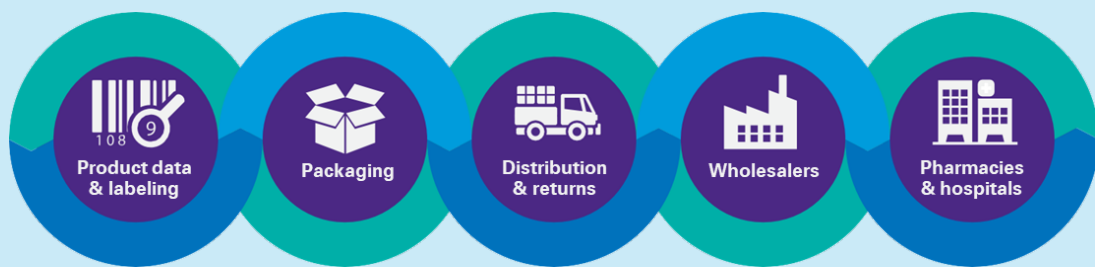 108
9
Product data
& labeling
Packaging
Distribution
& returns
Wholesalers
Pharmacies
& hospitals